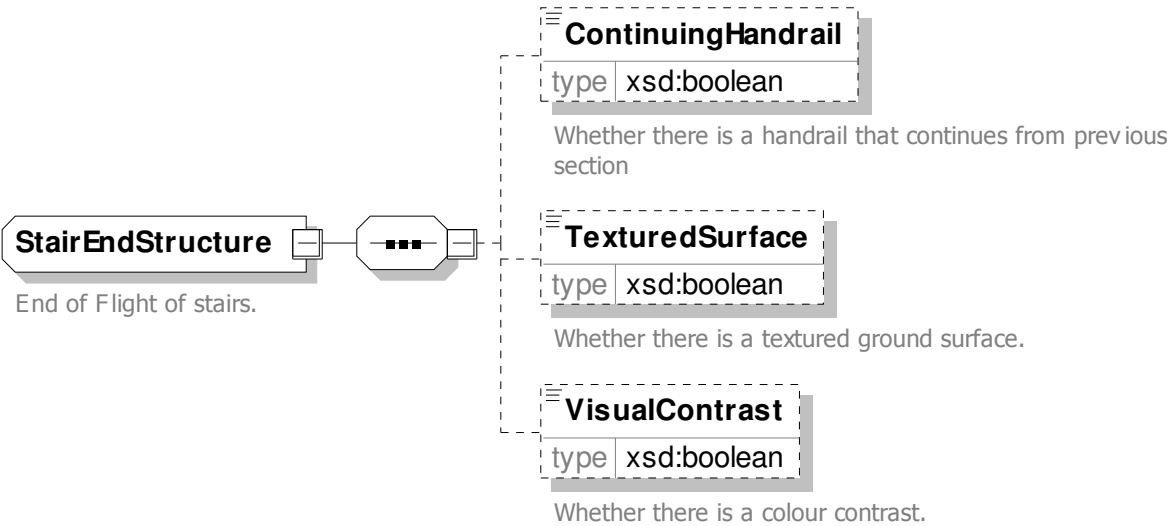 ContinuingHandrail
type xsd:boolean
Whether there is a handrail that continues from previous
section
StairEndStructure
End of Flight of stairs.
TexturedSurface
type xsd:boolean
Whether there is a textured ground surface.
VisualContrast
type xsd:boolean
Whether there is a colour contrast.